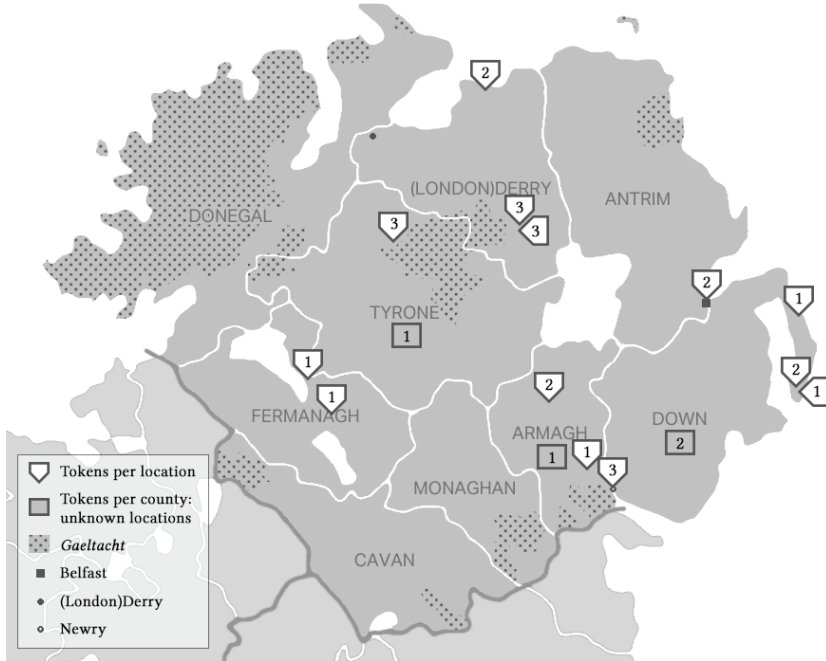 2
(LONDON)DERRY
ANTRIM
DONEGAL
3
3
3
2
1
TYRONE
1
1
2
1
2
1
FERMANAGH
DOWN
ARMAGH
2
1
1
3
MONAGHAN
CAVAN
Tokens per location
Tokens per county:
unknown locations
Gaeltacht
Belfast
(London)Derry
Newry